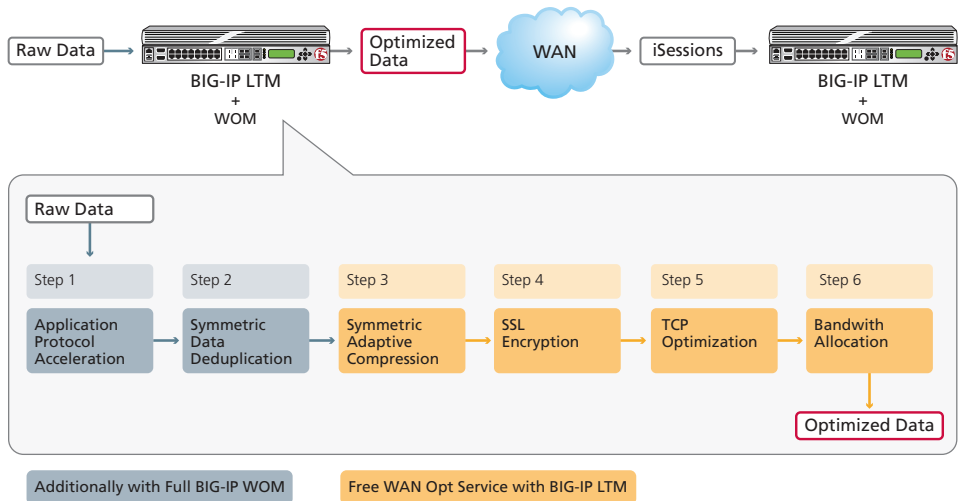 Raw Data
Optimized
Data
WAN
iSessions
BIG-IP LTM
+
WOM
BIG-IP LTM
+
WOM
Raw Data
Step 1
Step 2
Step 3
Step 4
Step 5
Step 6
Application
Protocol
Acceleration
Symmetric
Data
Deduplication
Symmetric
Adaptive
Compression
SSL
Encryption
TCP
Optimization
Bandwith
Allocation
Optimized Data
Additionally with Full BIG-IP WOM
Free WAN Opt Service with BIG-IP LTM